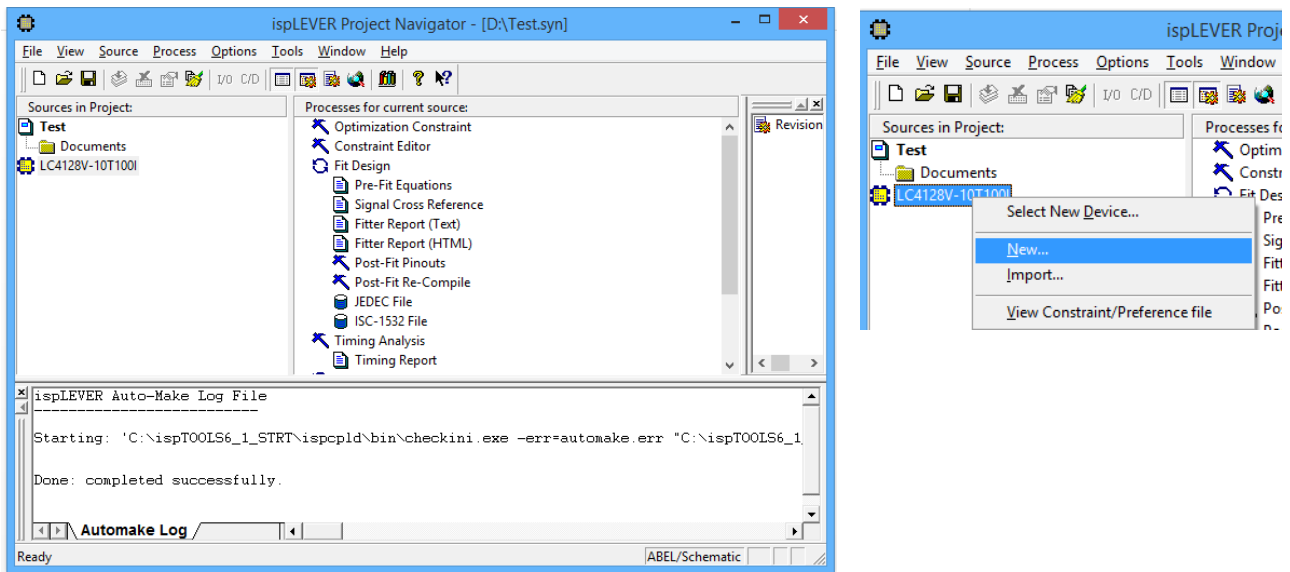 ispLEVER Project Navigator - [D:\Test.syn]
File View Source Process Options Tools Window Help
I/O C/D
Sources in Project:
Test
Documents
LC4128V-10T100I
Processes for current source:
Optimization Constraint
Constraint Editor
Fit Design
Pre-Fit Equations
Signal Cross Reference
Fitter Report (Text)
Fitter Report (HTML)
Post-Fit Pinouts
Post-Fit Re-Compile
JEDEC File
ISC-1532 File
Timing Analysis
Timing Report
Revision
ispLEVER Auto-Make Log File
---------------------------
Starting: 'C:\ispTOOLS6_1_STRT\ispcpld\bin\checkini.exe -err=automake.err "C:\ispTOOLS6_1_
Done: completed successfully.
Automake Log
Ready
ABEL/Schematic
ispLEVER Proj
File View Source Process Options Tools Window
I/O C/D
Sources in Project:
Test
Documents
LC4128V-10T100I
Processes fo
Optim
Constr
Fit Des
Pre
Sig
Fitt
Fitt
Po
Select New Device...
New...
Import...
View Constraint/Preference file